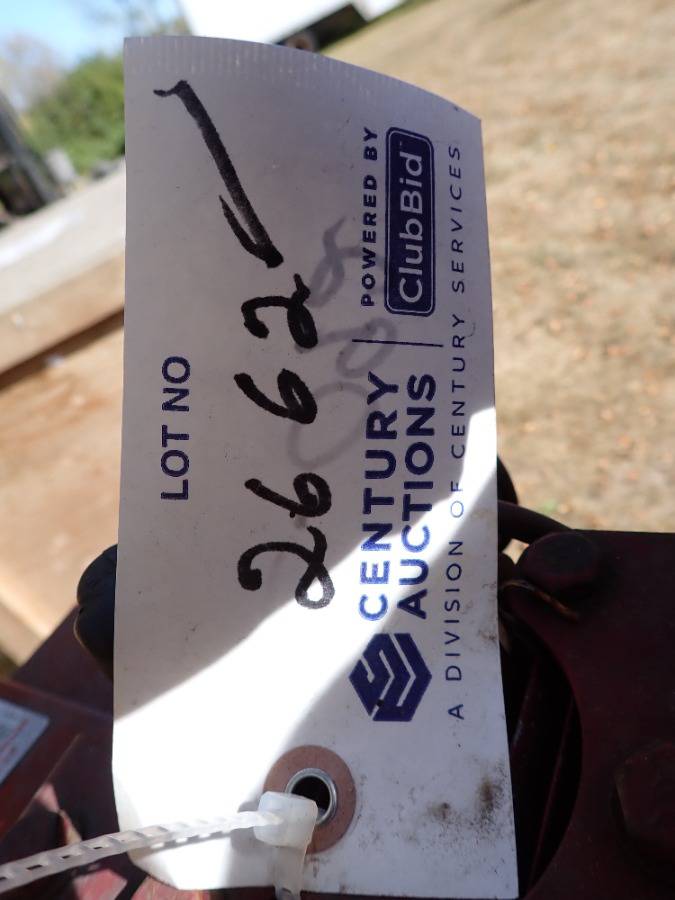 LOT NO
2662
CENTURY
AUCTIONS
POWERED BY
ClubBid
A DIVISION OF CENTURY SERVICES